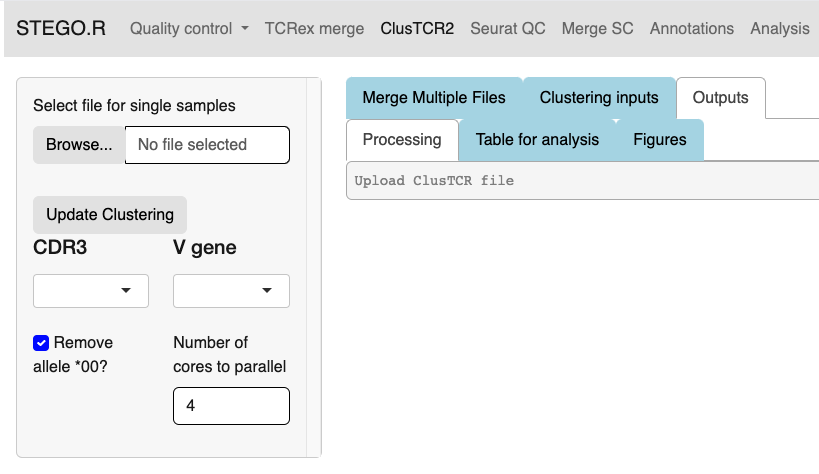 STEGO.R Quality control TCRex merge ClusTCR2 Seurat QC Merge SC Annotations Analysis
Select file for single samples
Browse... No file selected
Update Clustering
CDR3 V gene
Remove allele *00?
Number of
cores to parallel
4
Merge Multiple Files Clustering inputs Outputs
Processing Table for analysis Figures
Upload ClusTCR file